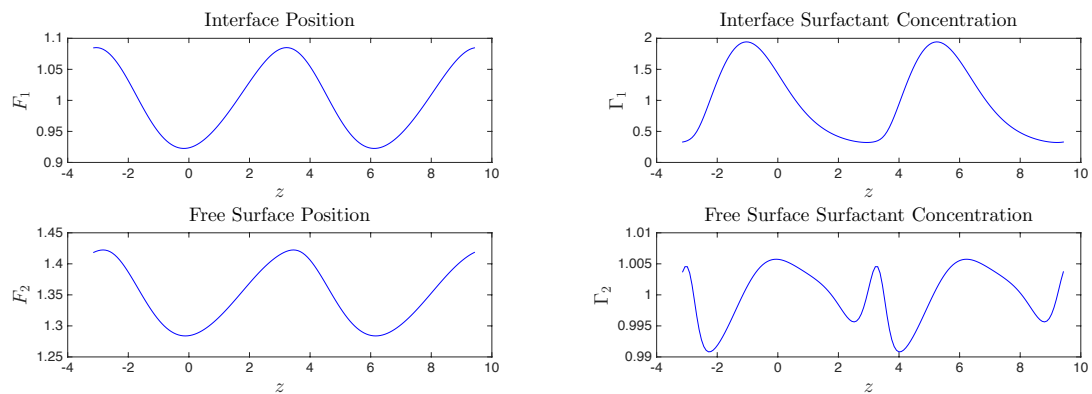 Interface Position
1.1
1.05
1
0.95
0.9
F₁
-4 -2 0 2 4 6 8 10
z
Interface Surfactant Concentration
2
1.5
1
0.5
0
Γ₁
-4 -2 0 2 4 6 8 10
z
Free Surface Position
1.45
1.4
1.35
1.3
1.25
F₂
-4 -2 0 2 4 6 8 10
z
Free Surface Surfactant Concentration
1.01
1.005
1
0.995
0.99
Γ₂
-4 -2 0 2 4 6 8 10
z